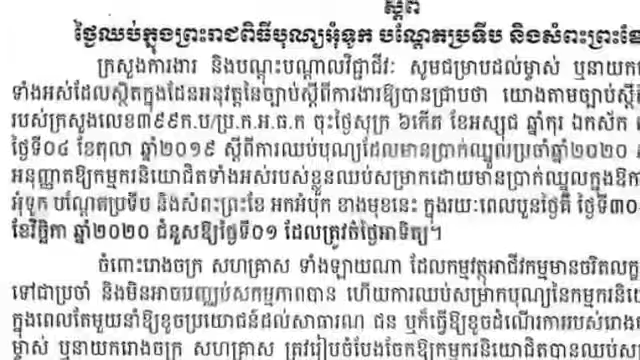 ស្តីពី
ថ្ងៃឈប់ក្នុងព្រះរាជពិធីបុណ្យអុំទូក បណ្តែតប្រទីប និងសំពះព្រះខែ
ក្រសួងការងារ និងបណ្តុះបណ្តាលវិជ្ជាជីវៈ សូមជម្រាបដល់ម្ចាស់ ឬនាយក
ទាំងអស់ដែលស្ថិតក្នុងដែនអនុវត្តនៃច្បាប់ស្តីពីការងារឱ្យបានជ្រាបថា យោងតាមច្បាប់ស្តី
របស់ក្រសួងលេខ៣៩៩ក.ប/ប្រ.ក.អ.ធ.ក ចុះថ្ងៃសុក្រ ៦កើត ខែអស្សុជ ឆ្នាំកុរ ឯកស័ក
ថ្ងៃទី០៤ ខែតុលា ឆ្នាំ២០១៩ ស្តីពីការឈប់បុណ្យដែលមានប្រាក់ឈ្នួលប្រចាំឆ្នាំ២០២០
អនុញ្ញាតឱ្យកម្មករនិយោជិតទាំងអស់របស់ខ្លួនឈប់សម្រាកដោយមានប្រាក់ឈ្នួលក្នុងឱកា
អុំទូក បណ្តែតប្រទីប និងសំពះព្រះខែ អកអំបុក ខាងមុខនេះ ក្នុងរយៈពេលបួនថ្ងៃគឺ ថ្ងៃទី៣០
ខែវិច្ឆិកា ឆ្នាំ២០២០ ជំនួសឱ្យថ្ងៃទី០១ ដែលត្រូវចំថ្ងៃអាទិត្យ។
ចំពោះរោងចក្រ សហគ្រាស ទាំងឡាយណា ដែលកម្មវត្ថុអាជីវកម្មមានចរិតលក្ខ
ទៅជាប្រចាំ និងមិនអាចបញ្ឈប់សកម្មភាពបាន ហើយការឈប់សម្រាកបុណ្យនៃកម្មករនិយោ
ក្នុងពេលតែមួយនាំឱ្យខូចប្រយោជន៍ដល់សាធារណៈជន ឬក៏ធ្វើឱ្យខូចដំណើរការរបស់រោង
ម្ចាស់ ឬនាយករោងចក្រ សហគ្រាស ត្រូវរៀបចំបែងចែកឱ្យកម្មករនិយោជិតបានឈប់សម្រា